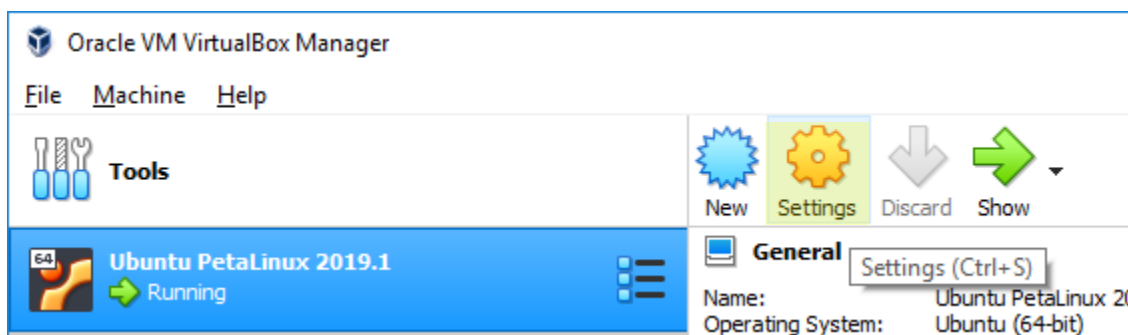 Oracle VM VirtualBox Manager
File Machine Help
Tools
New Settings Discard Show
64
Ubuntu PetaLinux 2019.1
Running
General
Settings (Ctrl+S)
Name: Ubuntu PetaLinux
Operating System: Ubuntu (64-bit)